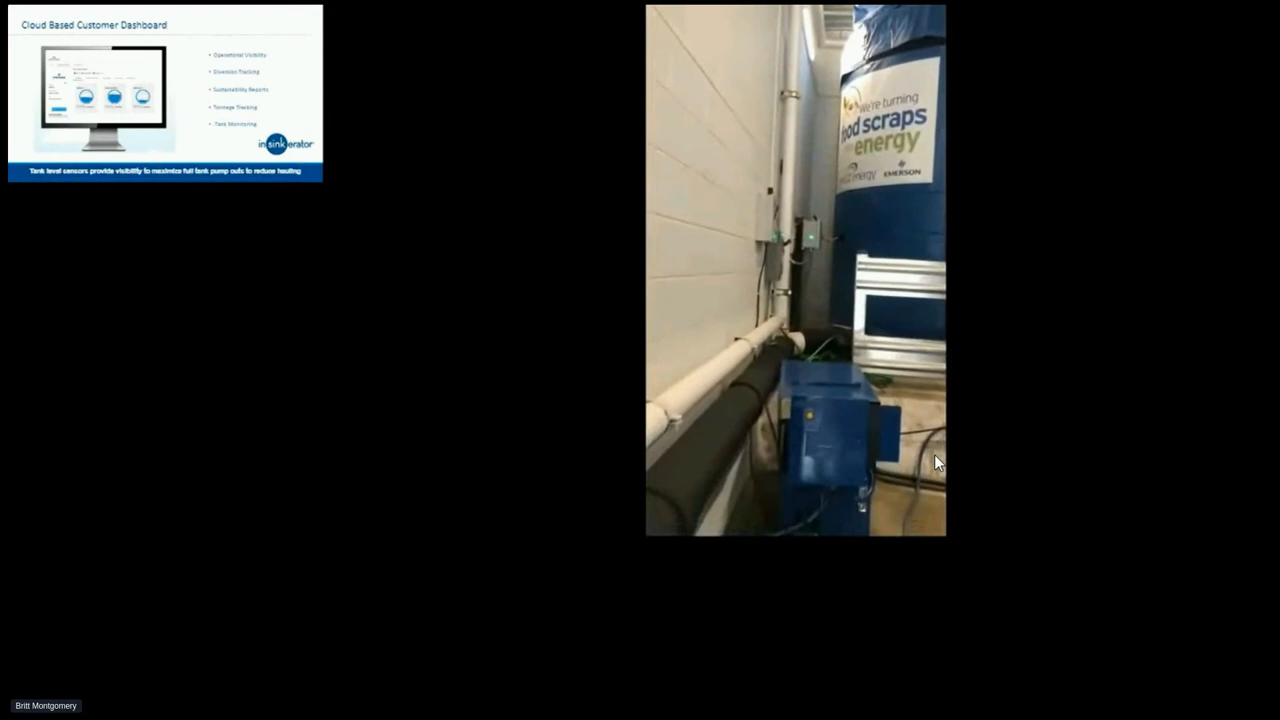 Cloud Based Customer Dashboard
• Operational Visibility
• Diversion Tracking
• Sustainability Reports
• Tonnage Tracking
• Tank Monitoring
insinkerator
Tank level sensors provide visibility to maximize full tank pump outs to reduce hauling
We're turning
food scraps
energy
energy
EMERSON
Britt Montgomery